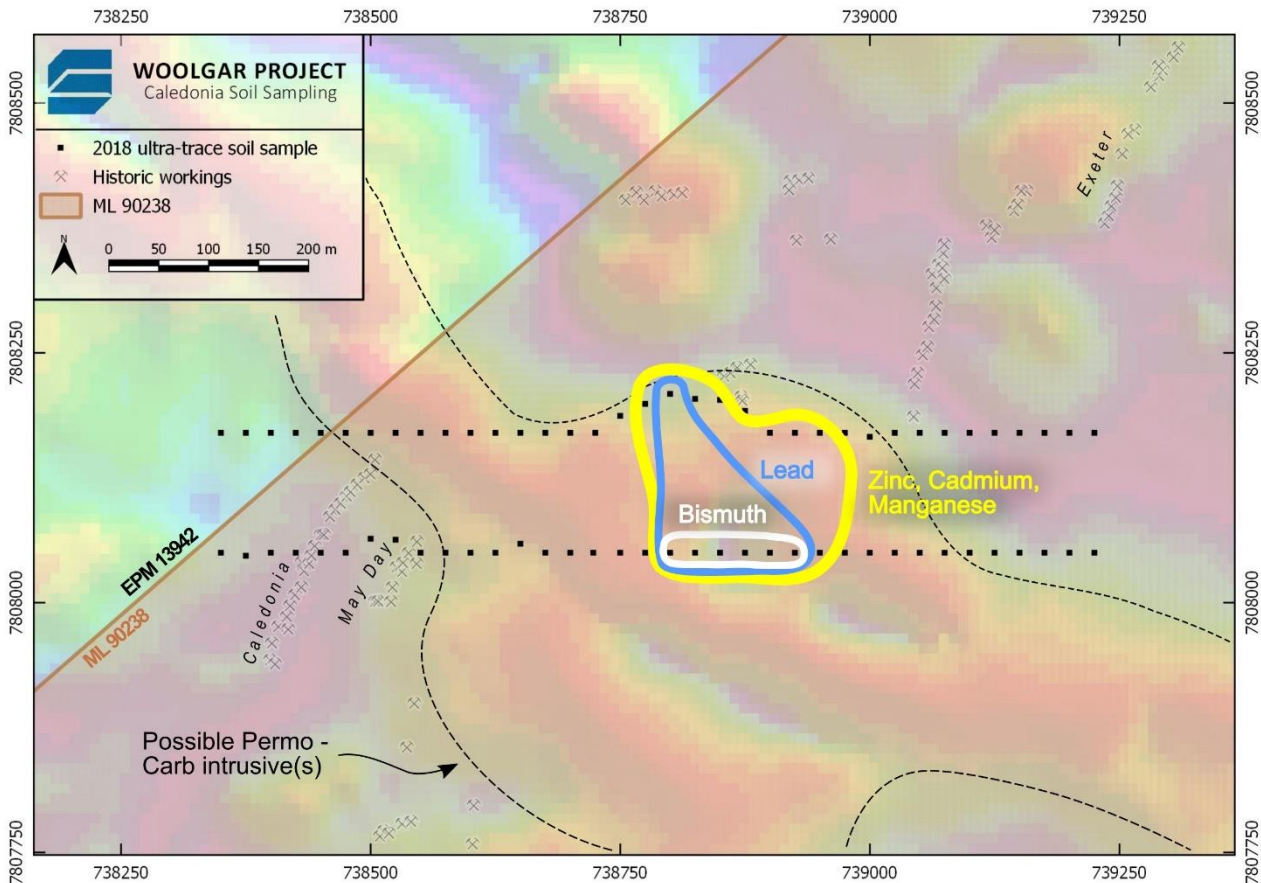 738250 738500 738750 739000 739250
WOOLGAR PROJECT
Caledonia Soil Sampling
2018 ultra-trace soil sample
Historic workings
ML 90238
N
0 50 100 150 200 m
7808500
7808500
Exeter
7808250
7808250
Lead
Zinc, Cadmium,
Manganese
Bismuth
EPM 13942
ML 90238
Caledonia
May Day
7808000
7808000
Possible Permo -
Carb intrusive(s)
7807750
7807750
738250 738500 738750 739000 739250